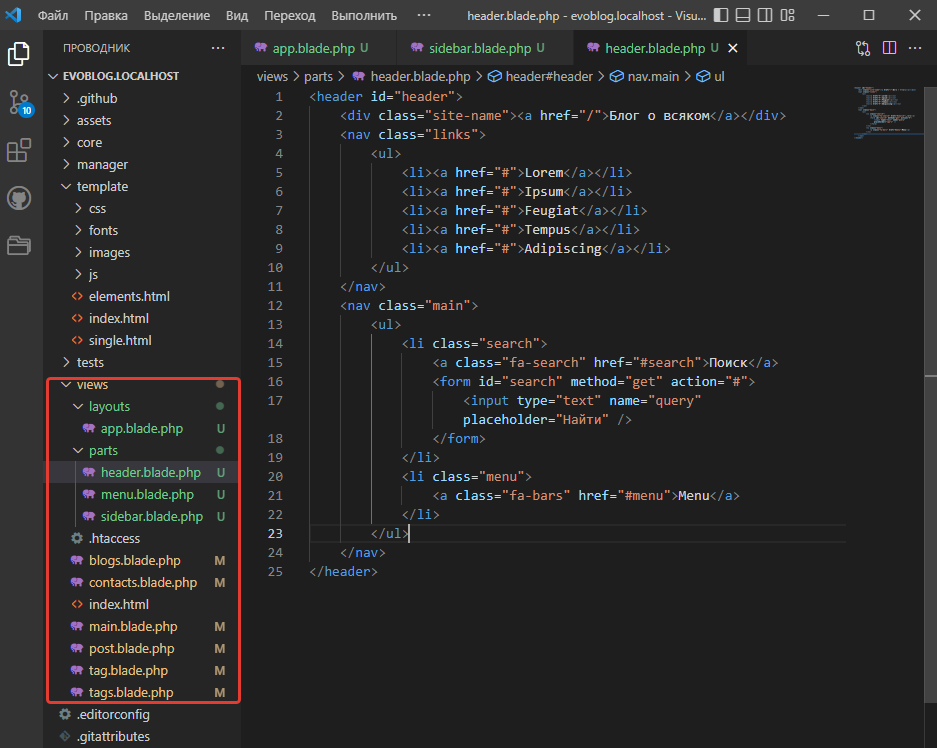 Файл Правка Выделение Вид Переход Выполнить ··· header.blade.php - evoblog.localhost - Visu...
ПРОВОДНИК ···
EVOBLOG.LOCALHOST
.github
assets
core
manager
template
css
fonts
images
js
elements.html
index.html
single.html
tests
views
layouts
app.blade.php U
parts
header.blade.php U
menu.blade.php U
sidebar.blade.php U
.htaccess
blogs.blade.php M
contacts.blade.php M
index.html
main.blade.php M
post.blade.php M
tag.blade.php M
tags.blade.php M
.editorconfig
.gitattributes
10
app.blade.php U sidebar.blade.php U header.blade.php U
views > parts > header.blade.php > header#header > nav.main > ul
1 <header id="header">
2 <div class="site-name"><a href="/">Блог о всяком</a></div>
3 <nav class="links">
4 <ul>
5 <li><a href="#">Lorem</a></li>
6 <li><a href="#">Ipsum</a></li>
7 <li><a href="#">Feugiat</a></li>
8 <li><a href="#">Tempus</a></li>
9 <li><a href="#">Adipiscing</a></li>
10 </ul>
11 </nav>
12 <nav class="main">
13 <ul>
14 <li class="search">
15 <a class="fa-search" href="#search">Поиск</a>
16 <form id="search" method="get" action="#">
17 <input type="text" name="query"
placeholder="Найти" />
18 </form>
19 </li>
20 <li class="menu">
21 <a class="fa-bars" href="#menu">Menu</a>
22 </li>
23 </ul>
24 </nav>
25 </header>